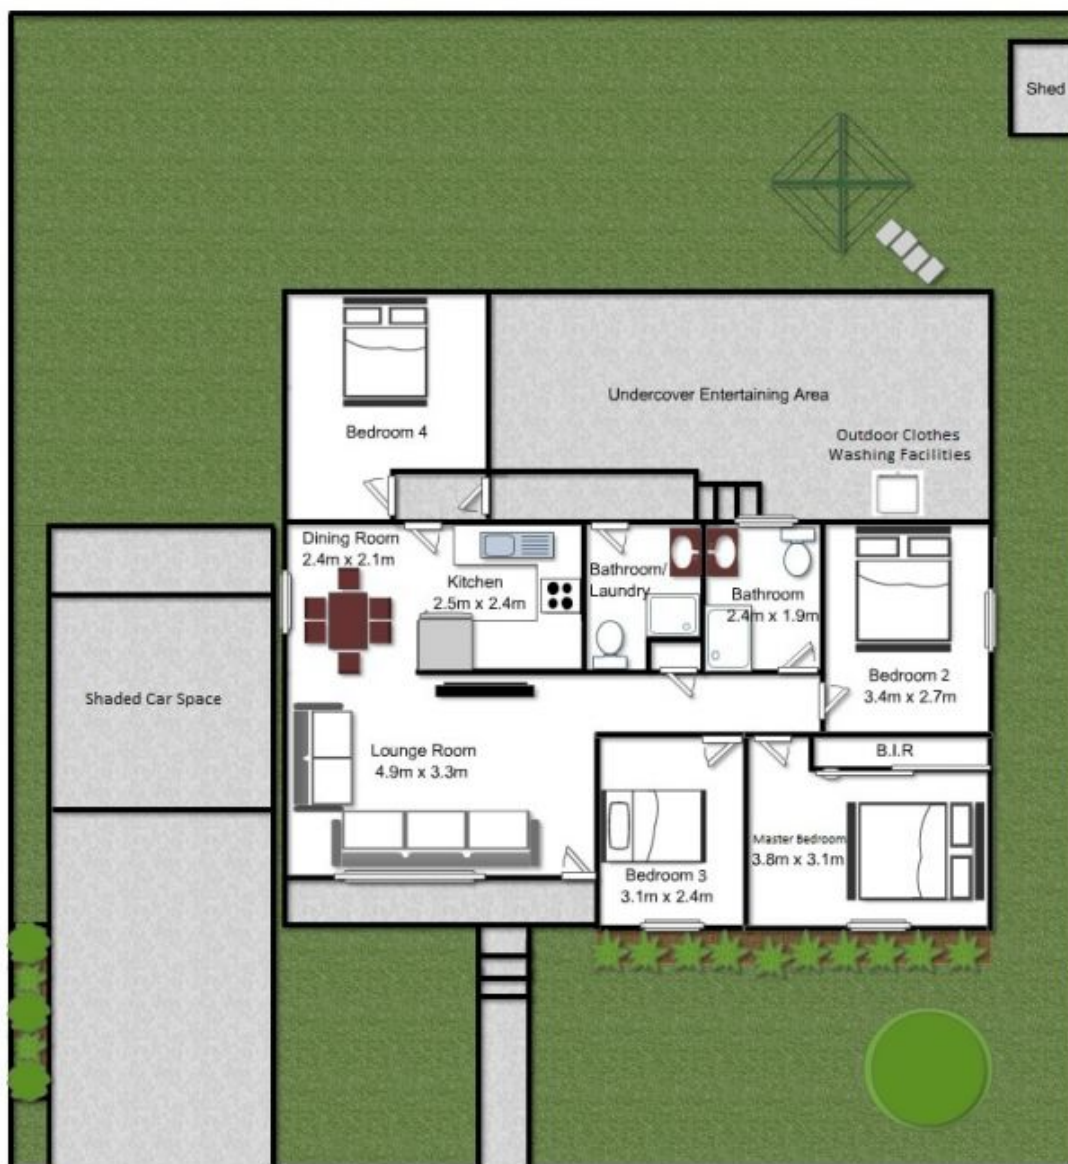 Shed
Undercover Entertaining Area
Bedroom 4
Outdoor Clothes
Washing Facilities
Dining Room
2.4m x 2.1m
Kitchen
2.5m x 2.4m
Bathroom/
Laundry
Bathroom
2.4m x 1.9m
Bedroom 2
3.4m x 2.7m
Shaded Car Space
Lounge Room
4.9m x 3.3m
B.I.R
Master Bedroom
3.8m x 3.1m
Bedroom 3
3.1m x 2.4m